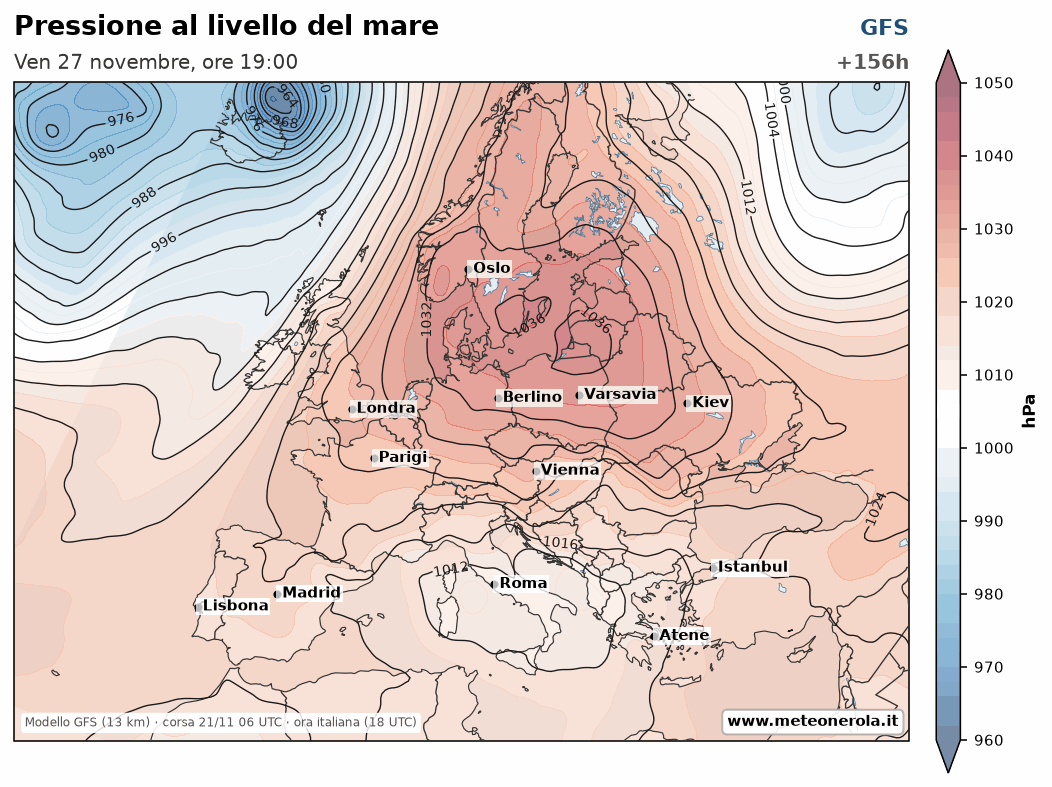 Pressione al livello del mare
GFS
Ven 27 novembre, ore 19:00
+156h
964
968
976
976
980
988
996
1004
1012
1032
1036
1036
1016
1012
1024
Oslo
Berlino
Varsavia
Kiev
Londra
Parigi
Vienna
Istanbul
Roma
Madrid
Lisbona
Atene
Modello GFS (13 km) · corsa 21/11 06 UTC · ora italiana (18 UTC)
www.meteonerola.it
1050
1040
1030
1020
1010
1000
990
980
970
960
hPa